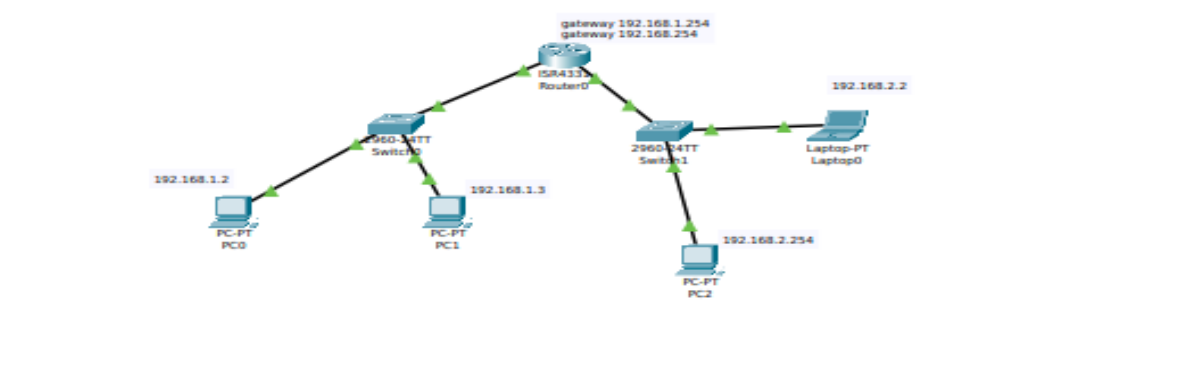 gateway 192.168.1.254
gateway 192.168.254
ISR4331
Router0
192.168.2.2
2960-24TT
Switch0
2960-24TT
Switch1
Laptop-PT
Laptop0
192.168.1.2
192.168.1.3
PC-PT
PC0
PC-PT
PC1
192.168.2.254
PC-PT
PC2